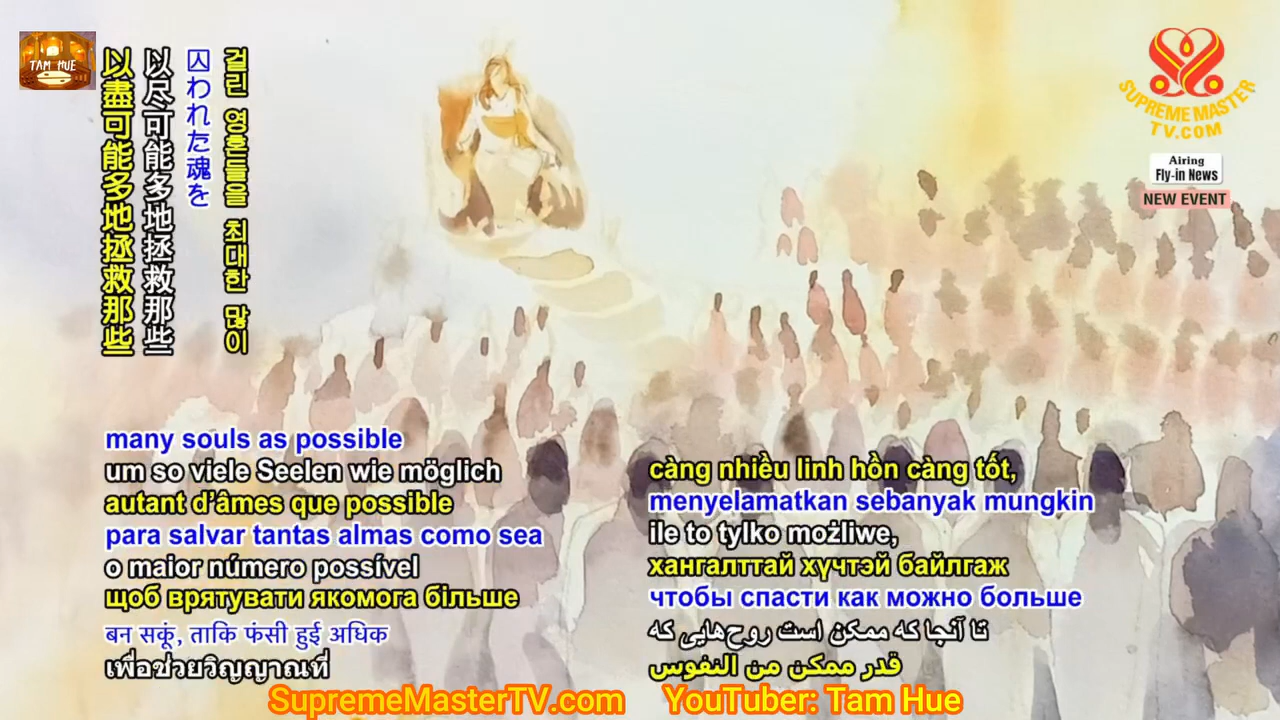 TAM HUE
以盡可能多地拯救那些
以尽可能多地拯救那些
囚われた魂を
걸린 영혼들을 최대한 많이
SUPREME MASTER
TV.COM
Airing
Fly-in News
NEW EVENT
many souls as possible
um so viele Seelen wie möglich
autant d'âmes que possible
para salvar tantas almas como sea
o maior número possível
щоб врятувати якомога більше
बन सकूं, ताकि फंसी हुई अधिक
เพื่อช่วยวิญญาณที่
càng nhiều linh hồn càng tốt,
menyelamatkan sebanyak mungkin
ile to tylko możliwe,
хангалттай хүчтэй байлгаж
чтобы спасти как можно больше
تا آنجا که ممکن است روح‌هایی که
قدر ممكن من النفوس
SupremeMasterTV.com
YouTuber: Tam Hue